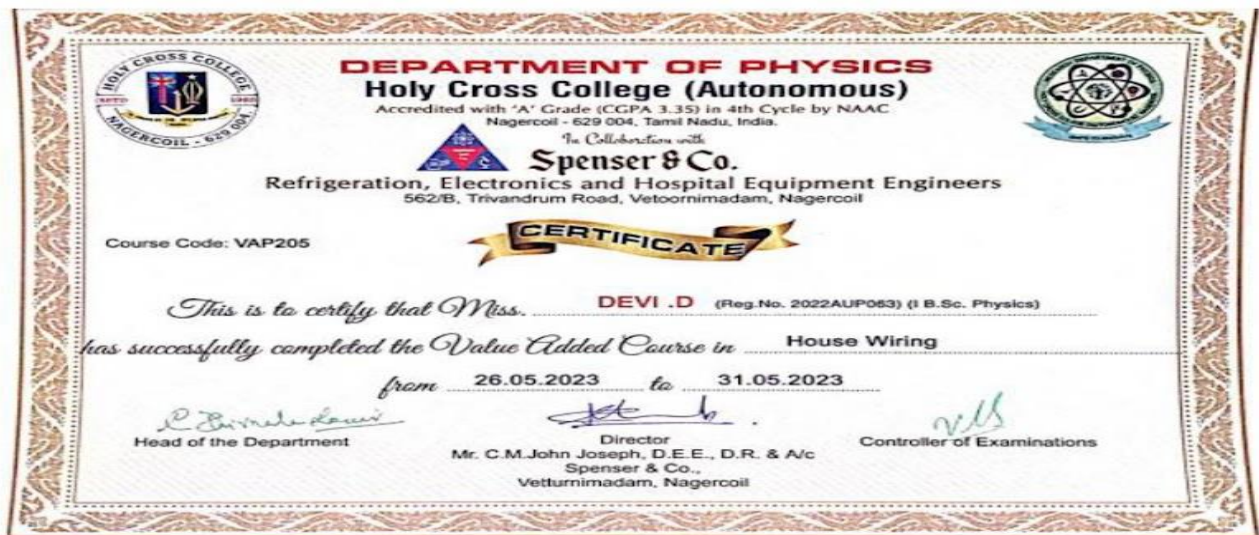 HOLY CROSS COLLEGE
ESTD 1965
NAGERCOIL - 629 004
DEPARTMENT OF PHYSICS
Holy Cross College (Autonomous)
Accredited with 'A' Grade (CGPA 3.35) in 4th Cycle by NAAC
Nagercoil - 629 004, Tamil Nadu, India.
In Colloboration with
Spenser & Co.
Refrigeration, Electronics and Hospital Equipment Engineers
562/B, Trivandrum Road, Vetoornimadam, Nagercoil
Course Code: VAP205
CERTIFICATE
This is to certify that Miss. DEVI .D (Reg.No. 2022AUP063) (I B.Sc. Physics)
has successfully completed the Value Added Course in House Wiring
from 26.05.2023 to 31.05.2023
Head of the Department
Director
Mr. C.M.John Joseph, D.E.E., D.R. & A/c
Spenser & Co.,
Vetturnimadam, Nagercoil
Controller of Examinations